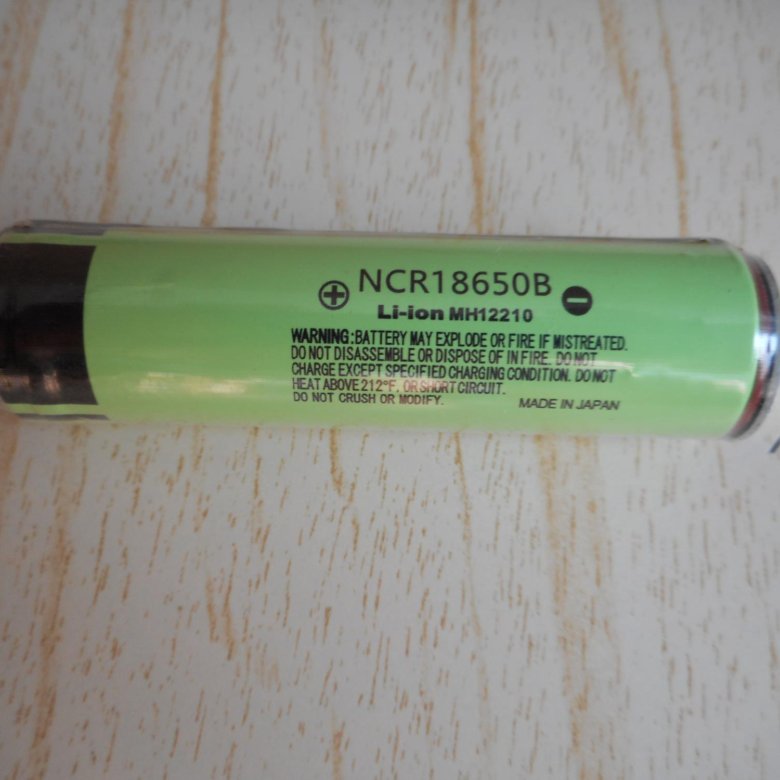 ⊕ NCR18650B ⊖
Li-ion MH12210
WARNING:BATTERY MAY EXPLODE OR FIRE IF MISTREATED.
DO NOT DISASSEMBLE OR DISPOSE OF IN FIRE. DO NOT
CHARGE EXCEPT SPECIFIED CHARGING CONDITION. DO NOT
HEAT ABOVE 212°F. OR SHORT CIRCUIT.
DO NOT CRUSH OR MODIFY. MADE IN JAPAN